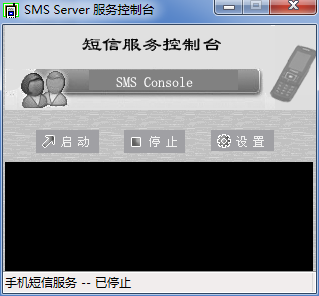 SMS Server 服务控制台
短信服务控制台
SMS Console
启动 停止 设置
手机短信服务 -- 已停止